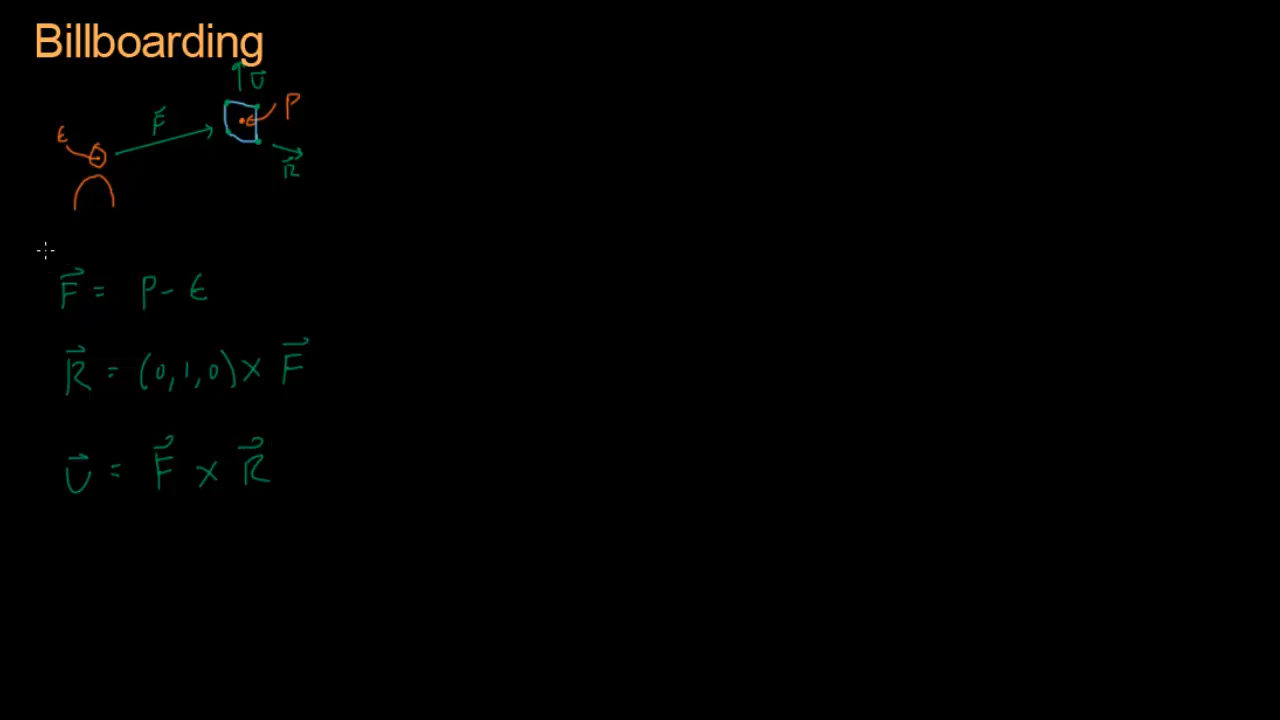 Billboarding
U⃗
F⃗
P
E
R⃗
F⃗ = P - E
R⃗ = (0,1,0) × F⃗
U⃗ = F⃗ × R⃗